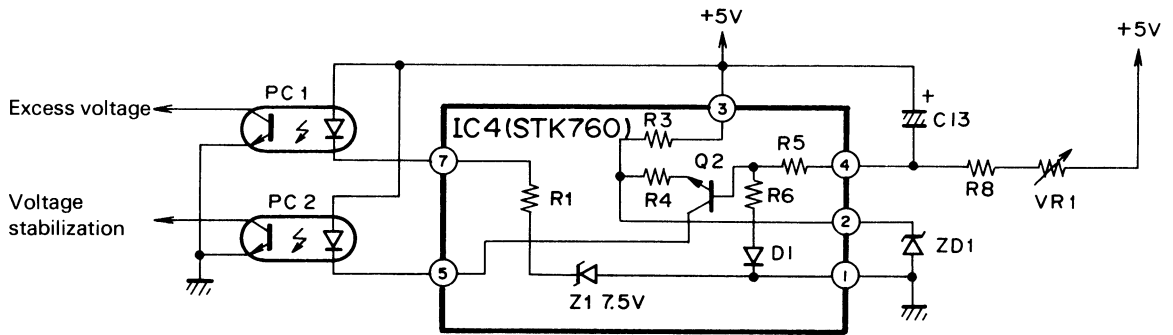 +5V
+5V
PC1
Excess voltage
3
+
C13
IC4(STK760)
R3
7
Q2
R5
4
R4
R8
VR1
R1
R6
Voltage
stabilization
PC2
2
ZD1
D1
5
1
Z1 7.5V